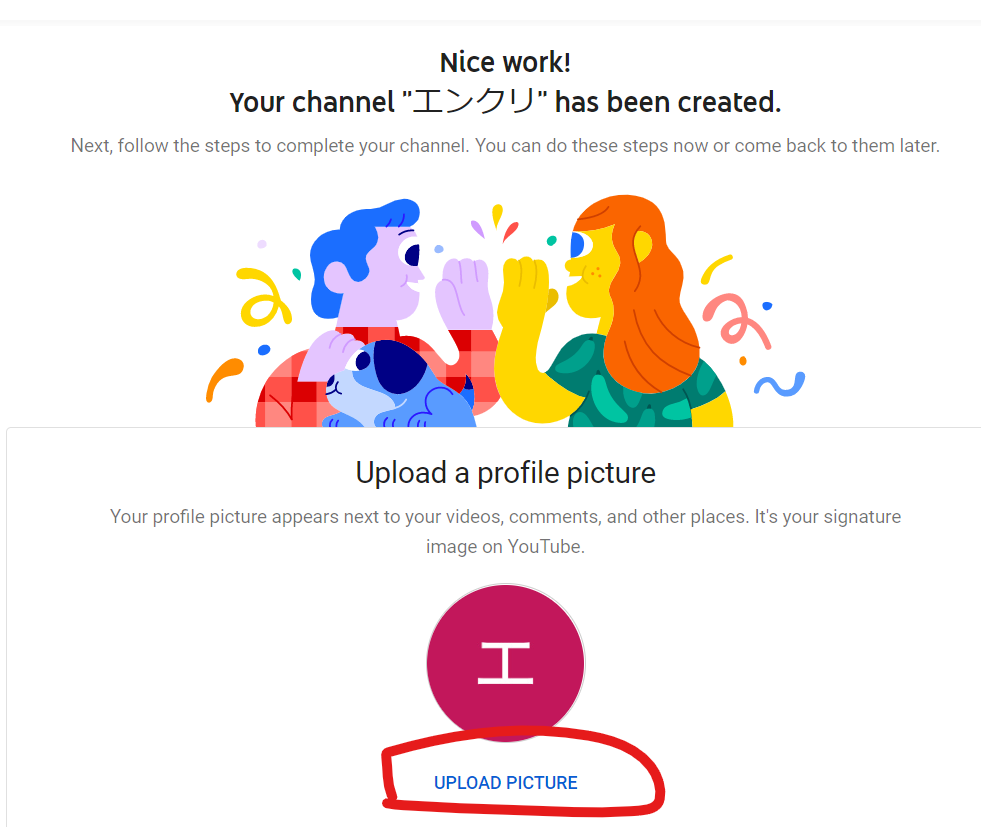 Nice work!
Your channel "エンクリ" has been created.
Next, follow the steps to complete your channel. You can do these steps now or come back to them later.
Upload a profile picture
Your profile picture appears next to your videos, comments, and other places. It's your signature
image on YouTube.
エ
UPLOAD PICTURE